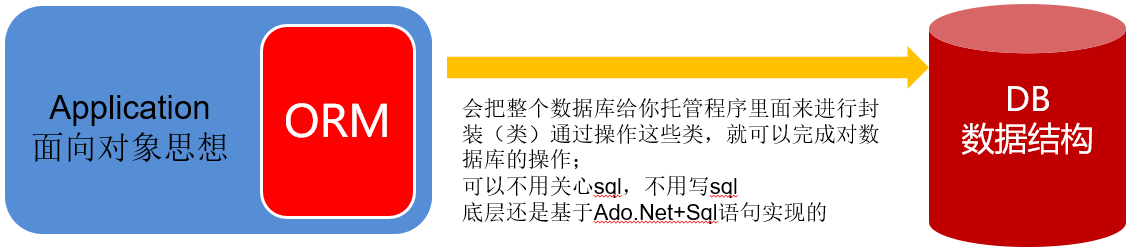 Application
面向对象思想
ORM
会把整个数据库给你托管程序里面来进行封
装（类）通过操作这些类，就可以完成对数
据库的操作；
可以不用关心sql，不用写sql
底层还是基于Ado.Net+Sql语句实现的
DB
数据结构